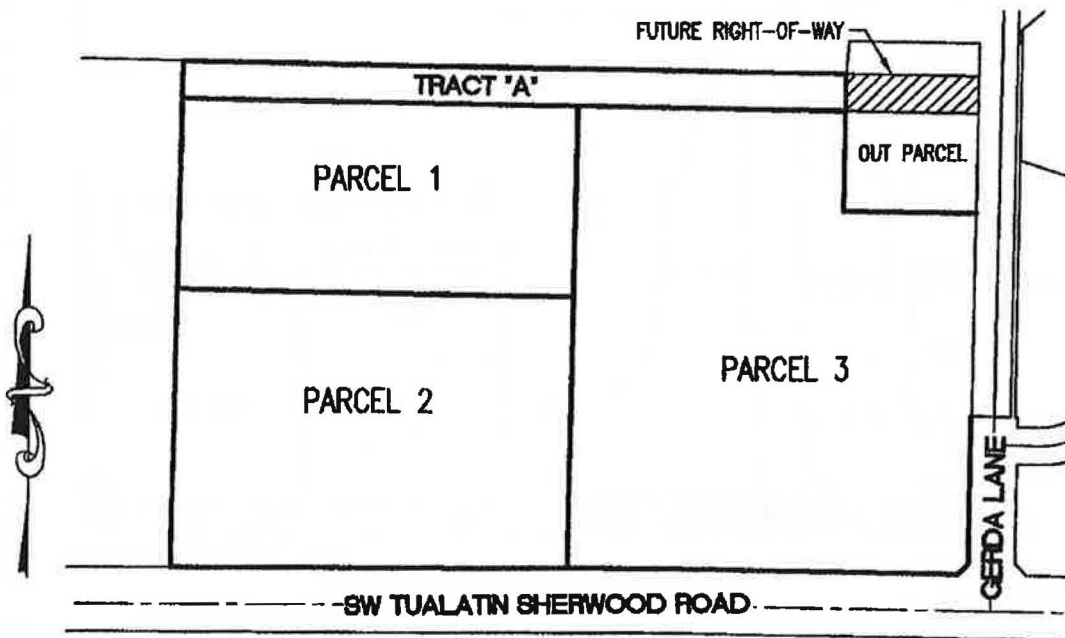 FUTURE RIGHT-OF-WAY
TRACT "A"
OUT PARCEL
PARCEL 1
PARCEL 3
PARCEL 2
GERDA LANE
SW TUALATIN SHERWOOD ROAD